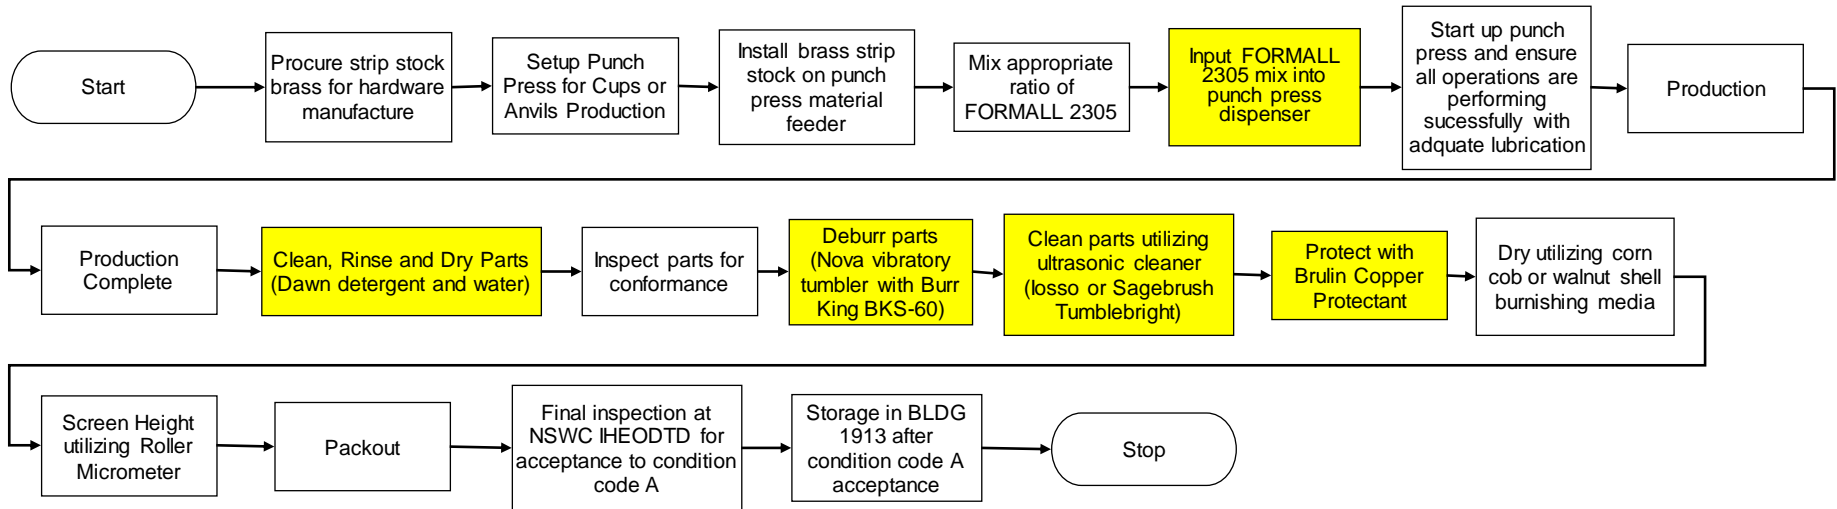 Start
Procure strip stock
brass for hardware
manufacture
Setup Punch
Press for Cups or
Anvils Production
Install brass strip
stock on punch
press material
feeder
Mix appropriate
ratio of
FORMALL 2305
Input FORMALL
2305 mix into
punch press
dispenser
Start up punch
press and ensure
all operations are
performing
sucessfully with
adquate lubrication
Production
Production
Complete
Clean, Rinse and Dry Parts
(Dawn detergent and water)
Inspect parts for
conformance
Deburr parts
(Nova vibratory
tumbler with Burr
King BKS-60)
Clean parts utilizing
ultrasonic cleaner
(Iosso or Sagebrush
Tumblebright)
Protect with
Brulin Copper
Protectant
Dry utilizing corn
cob or walnut shell
burnishing media
Screen Height
utilizing Roller
Micrometer
Packout
Final inspection at
NSWC IHEODTD for
acceptance to condition
code A
Storage in BLDG
1913 after
condition code A
acceptance
Stop